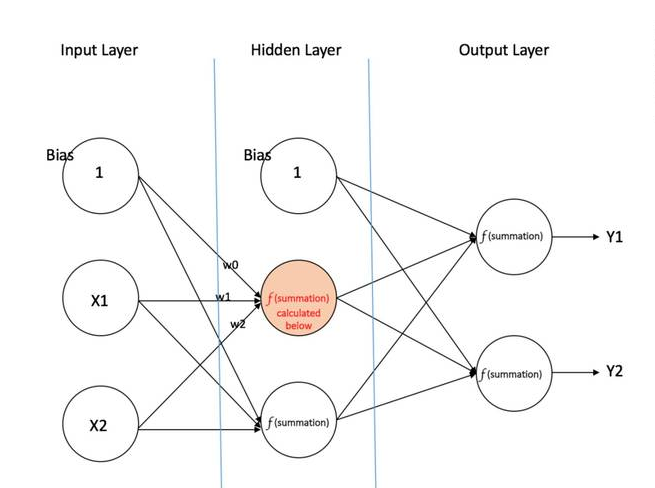 Input Layer
Hidden Layer
Output Layer
Bias
1
Bias
1
f(summation)
Y1
w0
X1
w1
f(summation)
calculated
below
w2
f(summation)
Y2
X2
f(summation)